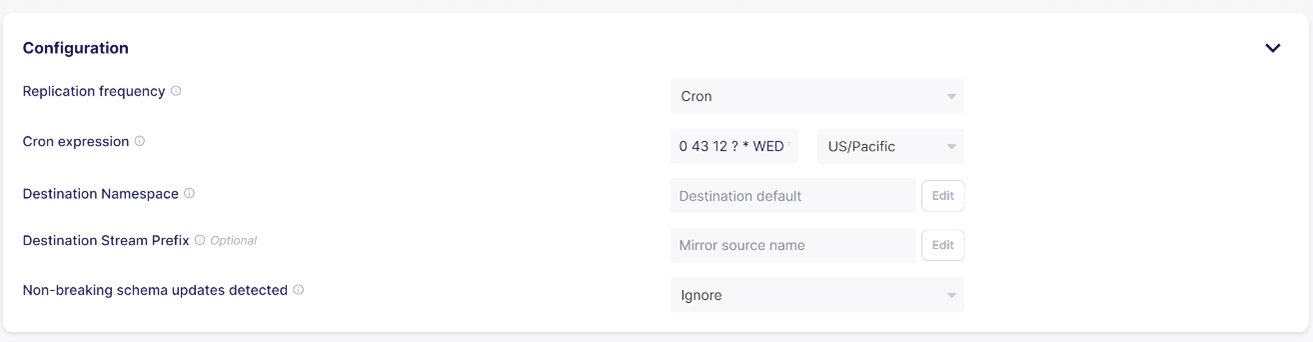 Configuration
Replication frequency
Cron
Cron expression
0 43 12 ? * WED
US/Pacific
Destination Namespace
Destination default
Edit
Destination Stream Prefix Optional
Mirror source name
Edit
Non-breaking schema updates detected
Ignore